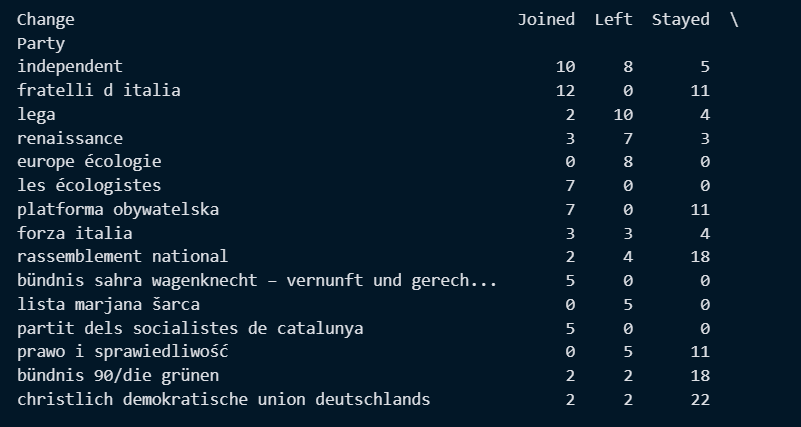 Change Joined Left Stayed \
Party
independent 10 8 5
fratelli d italia 12 0 11
lega 2 10 4
renaissance 3 7 3
europe écologie 0 8 0
les écologistes 7 0 0
platforma obywatelska 7 0 11
forza italia 3 3 4
rassemblement national 2 4 18
bündnis sahra wagenknecht – vernunft und gerech... 5 0 0
lista marjana šarca 0 5 0
partit dels socialistes de catalunya 5 0 0
prawo i sprawiedliwość 0 5 11
bündnis 90/die grünen 2 2 18
christlich demokratische union deutschlands 2 2 22